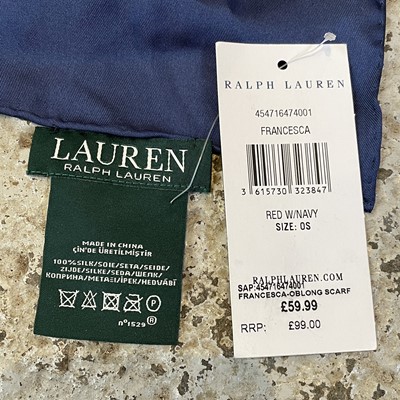 LAUREN
RALPH LAUREN
MADE IN CHINA
ÇİN'DE ÜRETİLMİŞTİR
100%SILK/SOIE/SETA/SEIDE/
ZIJDE/SILKE/SEDA/ШЕЛК/
КОПРИНА/ΜΕΤΑΞΙ/İPEK/HEDVÁBÍ
P
nº1529 R
RALPH LAUREN
454716474001
FRANCESCA
3 615730 323847
RED W/NAVY
SIZE: OS
RALPHLAUREN.COM
SAP:454716474001
FRANCESCA-OBLONG SCARF
£59.99
RRP: £99.00